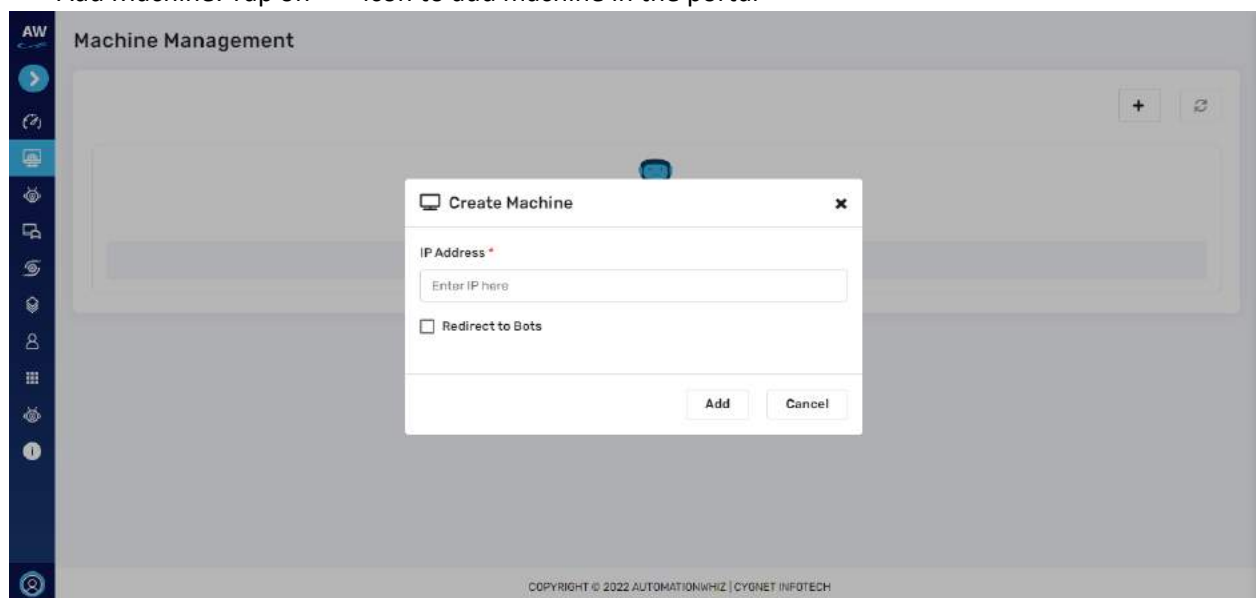 Add Machine: Tap on "+" icon to add machine in the portal
AW
Machine Management
+
Create Machine
IP Address *
Enter IP here
Redirect to Bots
Add
Cancel
COPYRIGHT © 2022 AUTOMATIONWHIZ | CYGNET INFOTECH